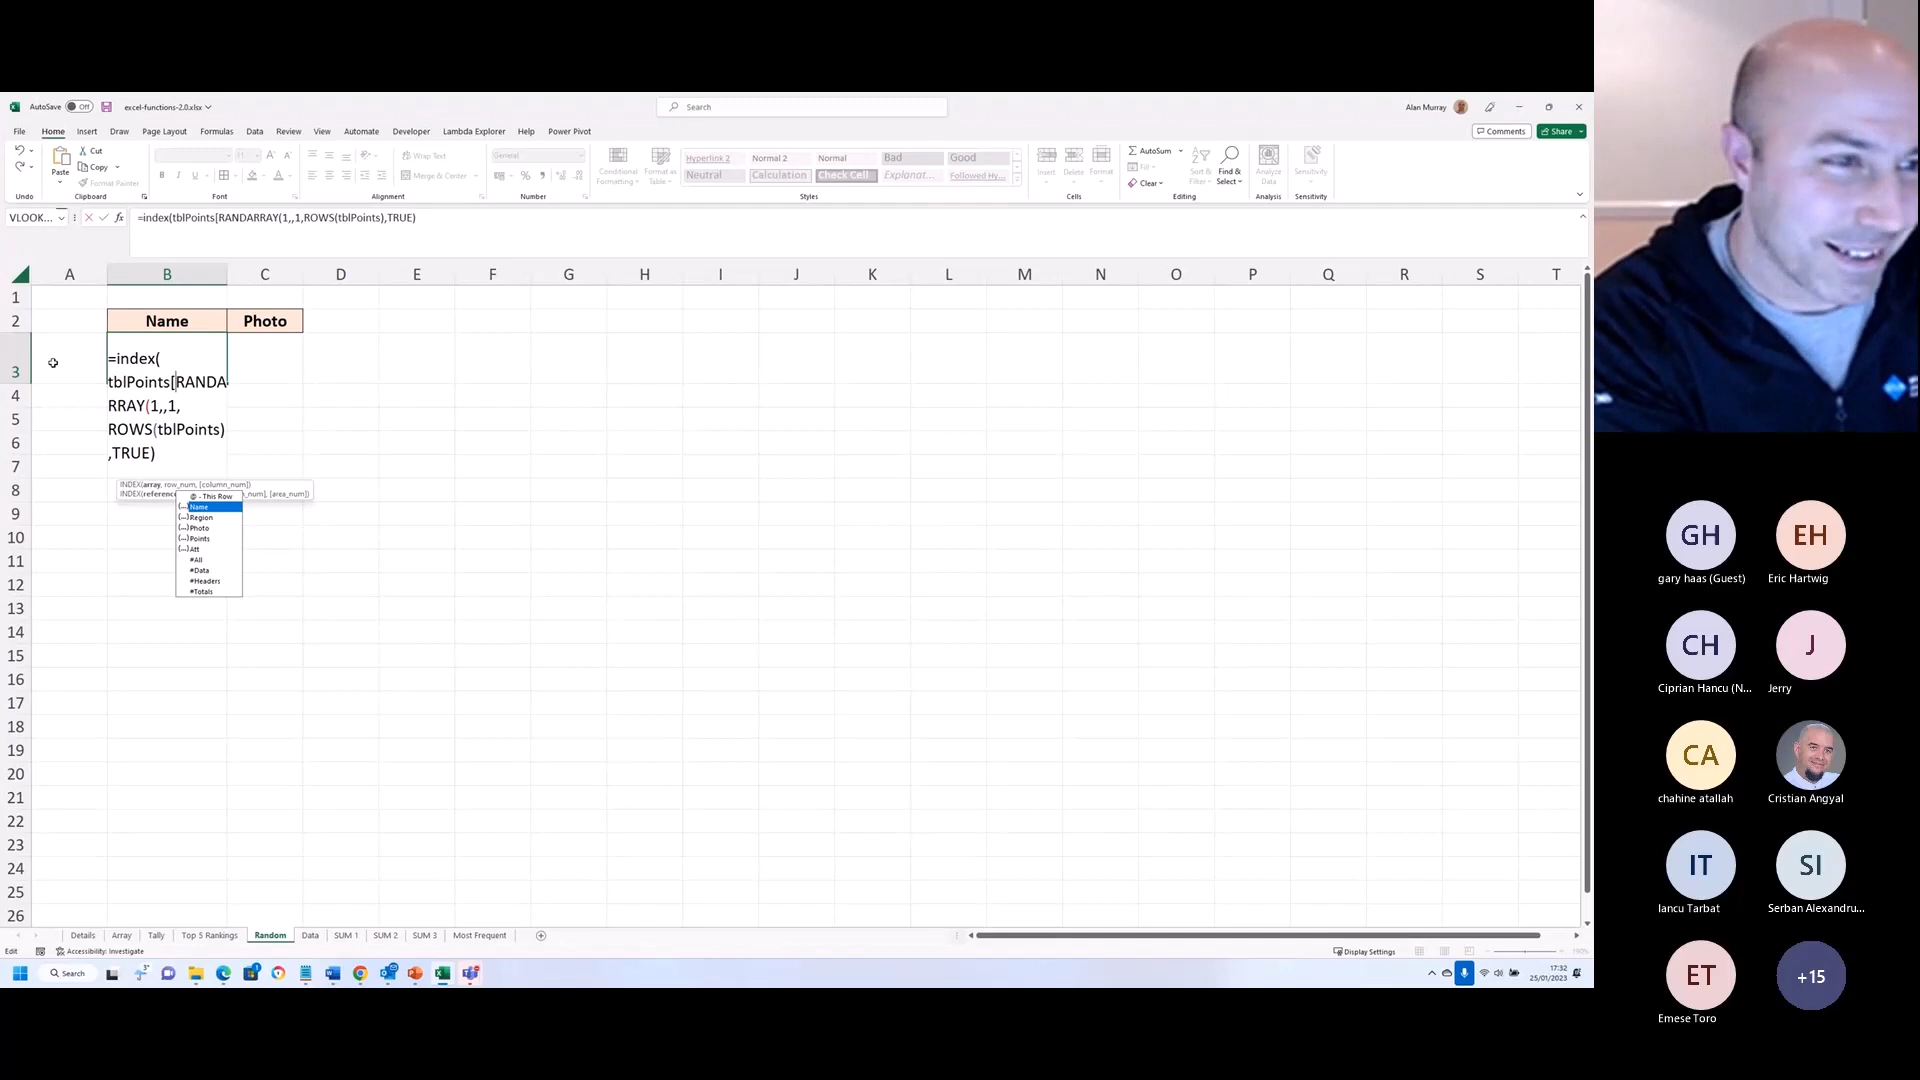 AutoSave Off excel-functions-2.0.xlsx Search Alan Murray
File Home Insert Draw Page Layout Formulas Data Review View Automate Developer Lambda Explorer Help Power Pivot Comments Share
Cut
Copy
Format Painter
Paste
Wrap Text
Merge & Center
General
Conditional Formatting
Format as Table
Hyperlink 2 Normal 2 Normal Bad Good
Neutral Calculation Check Cell Explanat... Followed Hy...
Insert Delete Format
AutoSum
Fill
Clear
Sort & Filter
Find & Select
Analyze Data
Sensitivity
Undo Clipboard Font Alignment Number Styles Cells Editing Analysis Sensitivity
VLOOK... fx =index(tblPoints[RANDARRAY(1,,1,ROWS(tblPoints),TRUE)
A B C D E F G H I J K L M N O P Q R S T
1
2 Name Photo
3 =index(
tblPoints[RANDA
4 RRAY(1,,1,
5 ROWS(tblPoints)
6 ,TRUE)
7
8 INDEX(array, row_num, [column_num])
INDEX(reference m_num], [area_num])
@ - This Row
(...) Name
(...) Region
(...) Photo
(...) Points
(...) Att
#All
#Data
#Headers
#Totals
9
10
11
12
13
14
15
16
17
18
19
20
21
22
23
24
25
26
Details Array Tally Top 5 Rankings Random Data SUM 1 SUM 2 SUM 3 Most Frequent
Edit Accessibility: Investigate Display Settings
Search 17:32
25/01/2023
GH EH
gary haas (Guest) Eric Hartwig
CH J
Ciprian Hancu (N... Jerry
CA
chahine atallah Cristian Angyal
IT SI
Iancu Tarbat Serban Alexandru...
ET +15
Emese Toro